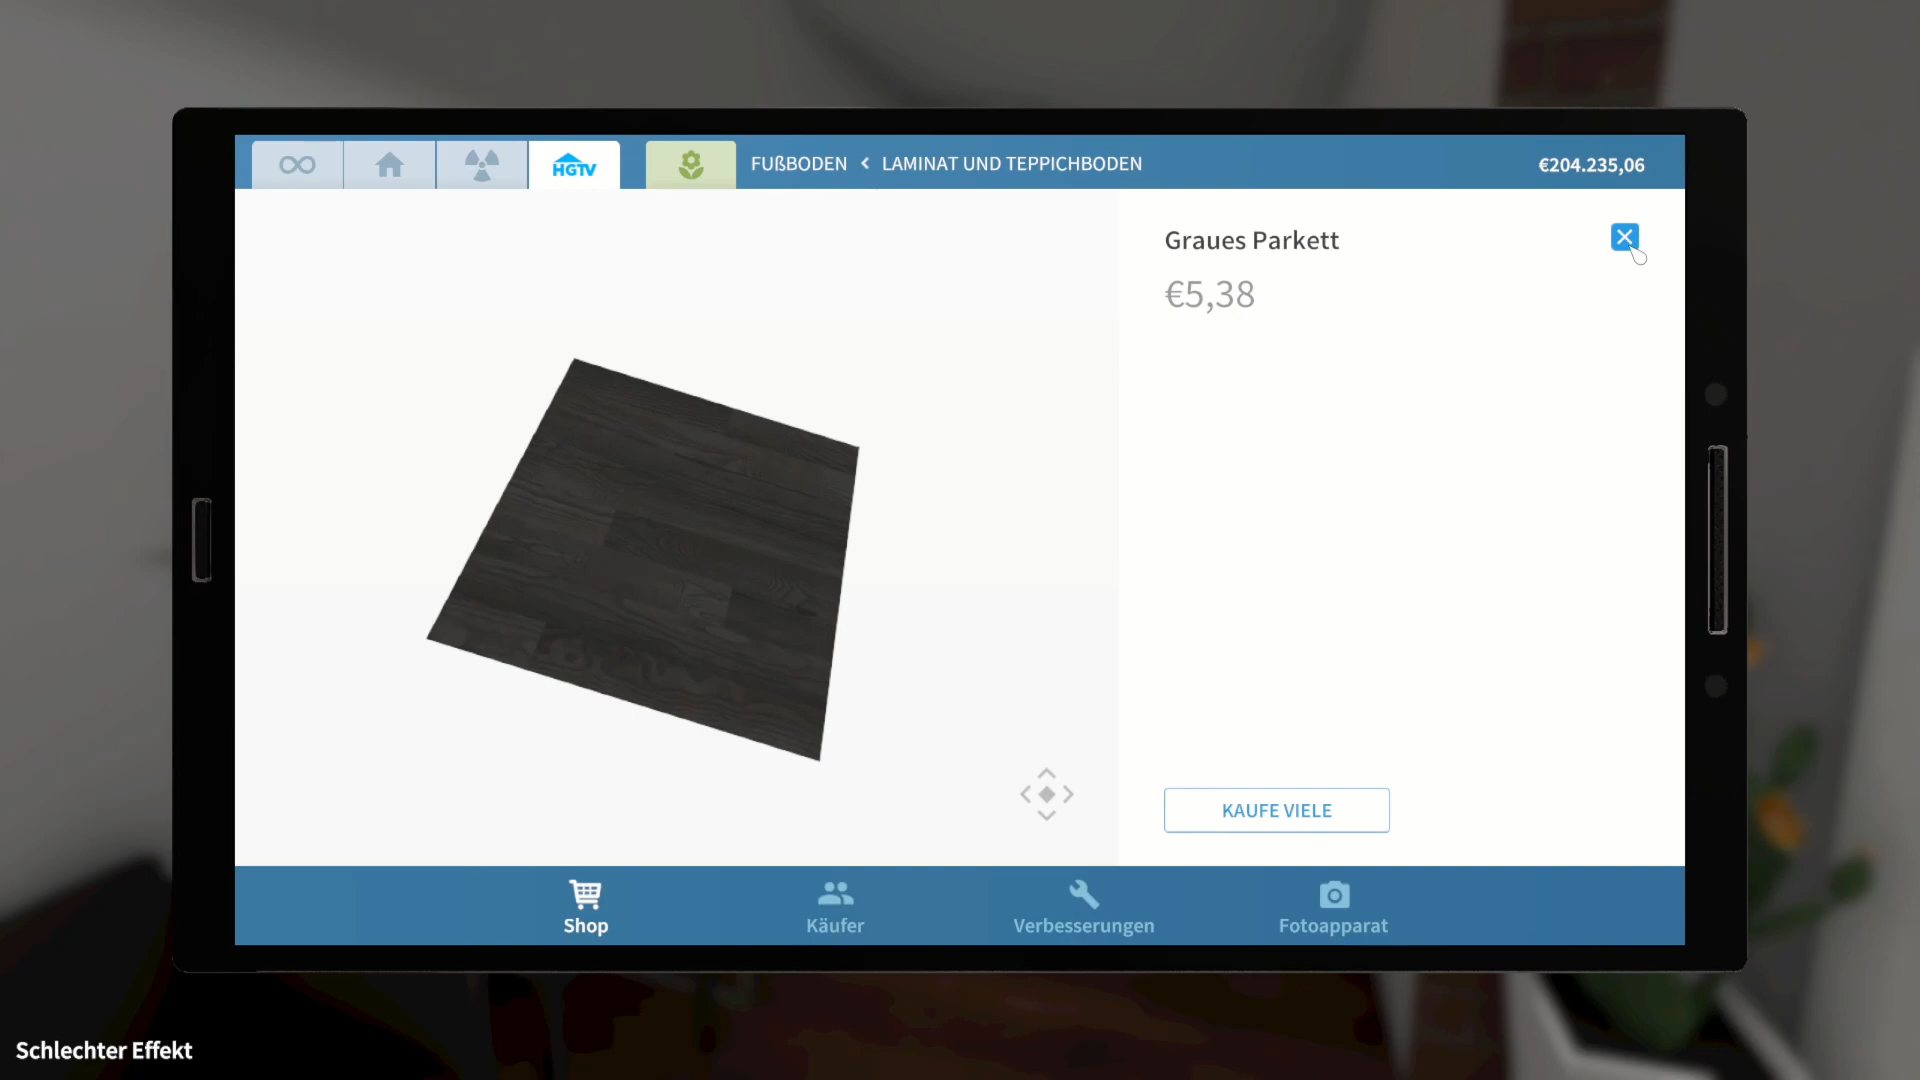 HGTV
FUßBODEN < LAMINAT UND TEPPICHBODEN
€204.235,06
Graues Parkett
€5,38
KAUFE VIELE
Shop
Käufer
Verbesserungen
Fotoapparat
Schlechter Effekt